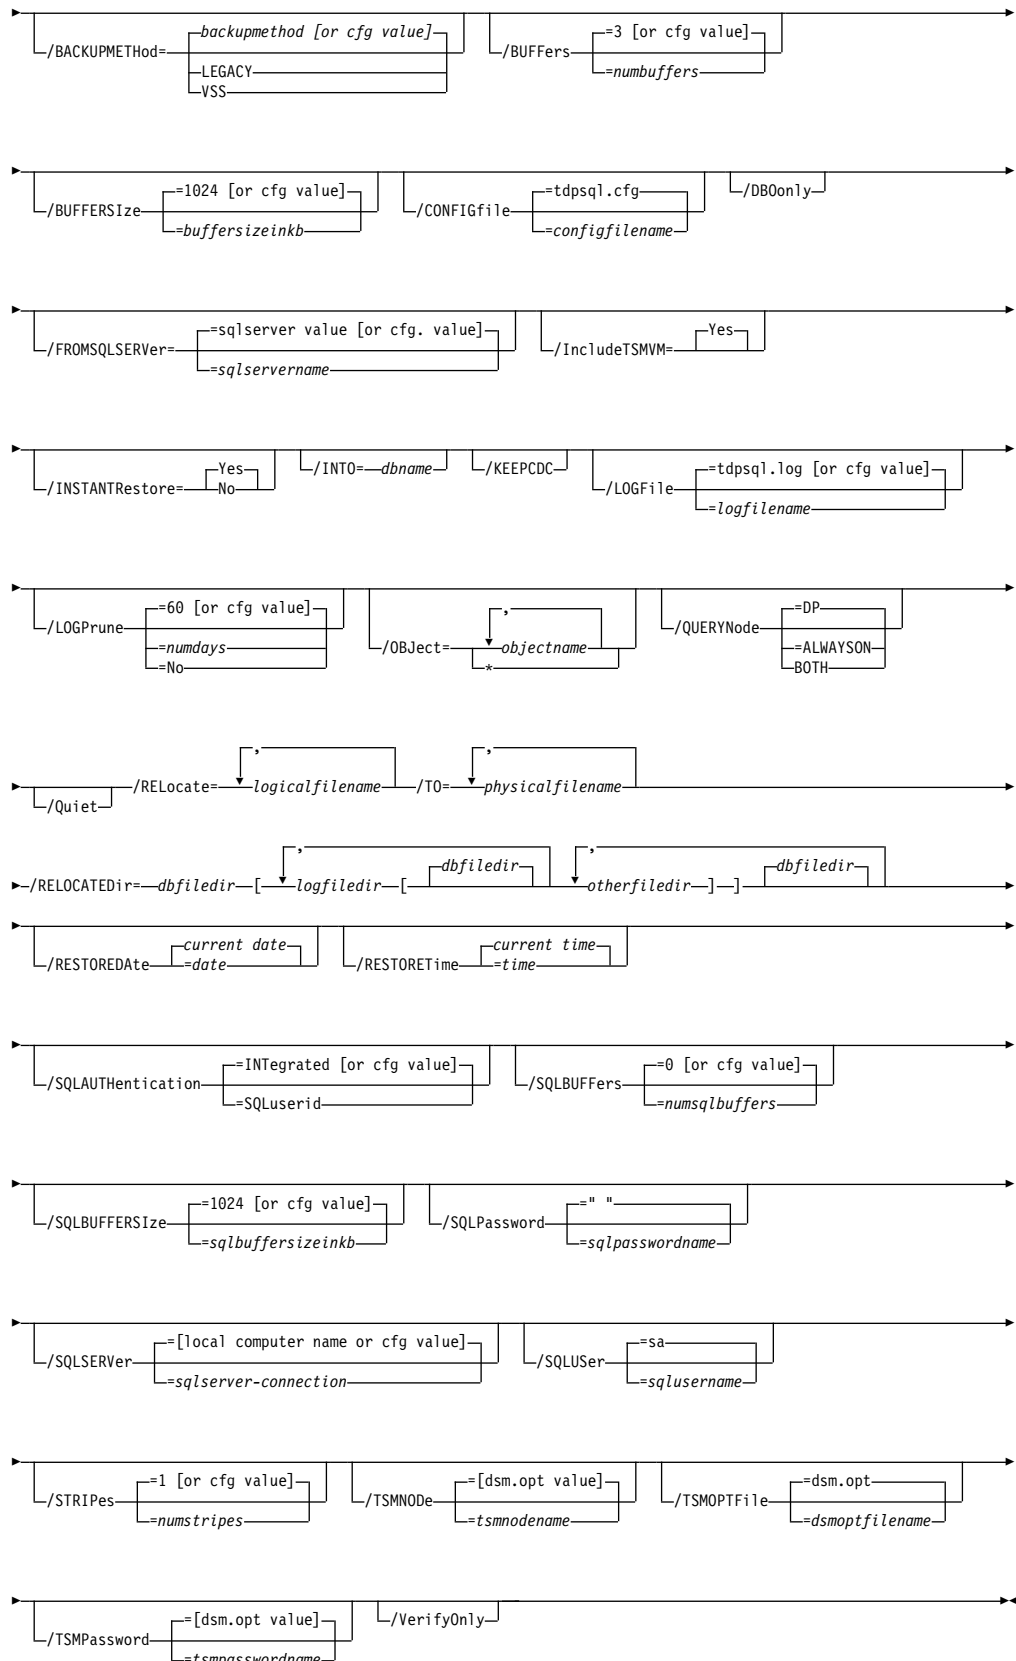 backupmethod [or cfg value] =3 [or cfg value]
/BACKUPMETHod= /BUFFers
LEGACY =numbuffers
VSS
=1024 [or cfg value] =tdpsql.cfg /DBOonly
/BUFFERSIze /CONFIGfile
=buffersizeinkb =configfilename
=sqlserver value [or cfg. value] Yes
/FROMSQLSERVer= /IncludeTSMVM=
=sqlservername
Yes /INTO= dbname /KEEPCDC =tdpsql.log [or cfg value]
/INSTANTRestore= No /LOGFile
=logfilename
=60 [or cfg value] , =DP
/LOGPrune /OBJect= objectname /QUERYNode
=numdays * =ALWAYSON
=No BOTH
, ,
/Quiet /RELocate= logicalfilename /TO= physicalfilename
, dbfiledir , dbfiledir
/RELOCATEDir= dbfiledir [ logfiledir [ otherfiledir ] ]
current date current time
/RESTOREDAte =date /RESTORETime =time
=INTegrated [or cfg value] =0 [or cfg value]
/SQLAUTHentication /SQLBUFFers
=SQLuserid =numsqlbuffers
=1024 [or cfg value] =" "
/SQLBUFFERSIze /SQLPassword
=sqlbuffersizeinkb =sqlpasswordname
=[local computer name or cfg value] =sa
/SQLSERVer /SQLUSer
=sqlserver-connection =sqlusername
=1 [or cfg value] =[dsm.opt value] =dsm.opt
/STRIPes /TSMNODe /TSMOPTFile
=numstripes =tsmnodename =dsmoptfilename
=[dsm.opt value] /VerifyOnly
/TSMPassword
=tsmpasswordname